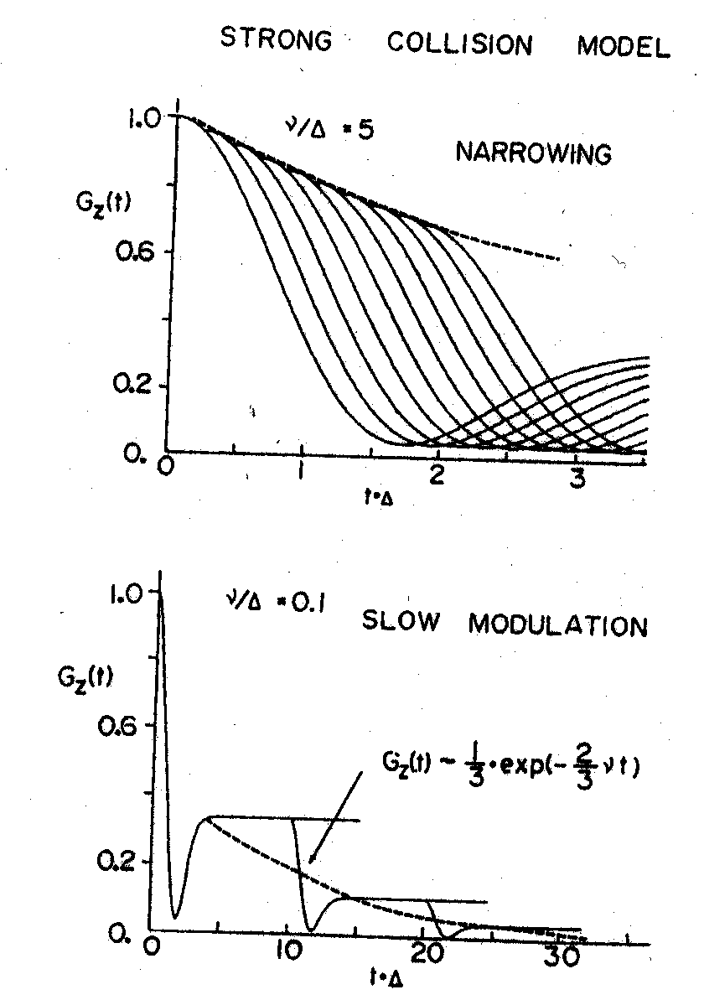 STRONG COLLISION MODEL
1.0
ν/Δ = 5
NARROWING
G_z(t)
0.6
0.2
0.
0 1 2 3
t·Δ
1.0
ν/Δ = 0.1
SLOW MODULATION
G_z(t)
0.6
G_z(t) ~ 1/3 · exp(-2/3 νt)
0.2
0.
0 10 20 30
t·Δ